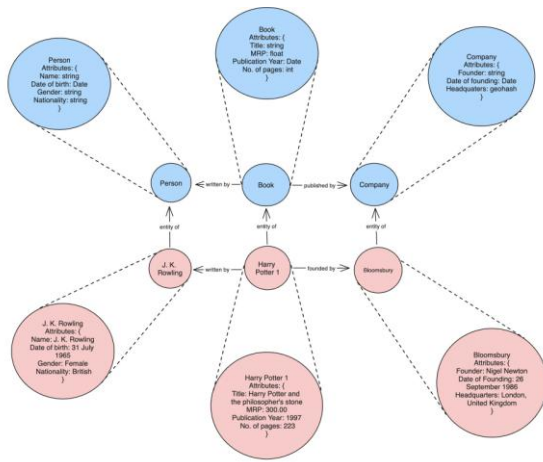 Book
Attributes: {
Title: string
MRP: float
Publication Year: Date
No. of pages: int
}
Person
Attributes: {
Name: string
Date of birth: Date
Gender: string
Nationality: string
}
Company
Attributes: {
Founder: string
Date of founding: Date
Headquaters: geohash
}
Person
written by
Book
published by
Company
entity of
entity of
entity of
J. K.
Rowling
written by
Harry
Potter 1
founded by
Bloomsbury
J. K. Rowling
Attributes: {
Name: J. K. Rowling
Date of birth: 31 July
1965
Gender: Female
Nationality: British
}
Harry Potter 1
Attributes: {
Title: Harry Potter and
the philosopher's stone
MRP: 300.00
Publication Year: 1997
No. of pages: 223
}
Bloomsbury
Attributes: {
Founder: Nigel Newton
Date of Founding: 26
September 1986
Headquarters: London,
United Kingdom
}